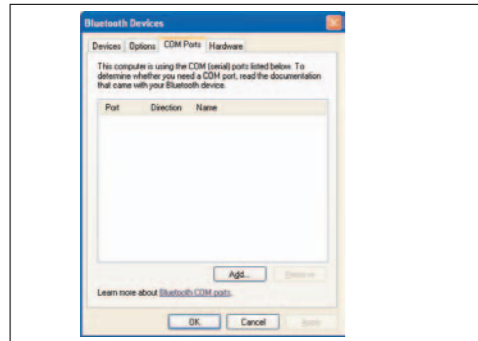 Bluetooth Devices
Devices Options COM Ports Hardware
This computer is using the COM (serial) ports listed below. To
determine whether you need a COM port, read the documentation
that came with your Bluetooth device.
Port Direction Name
Add... Remove
Learn more about Bluetooth COM ports.
OK Cancel Apply